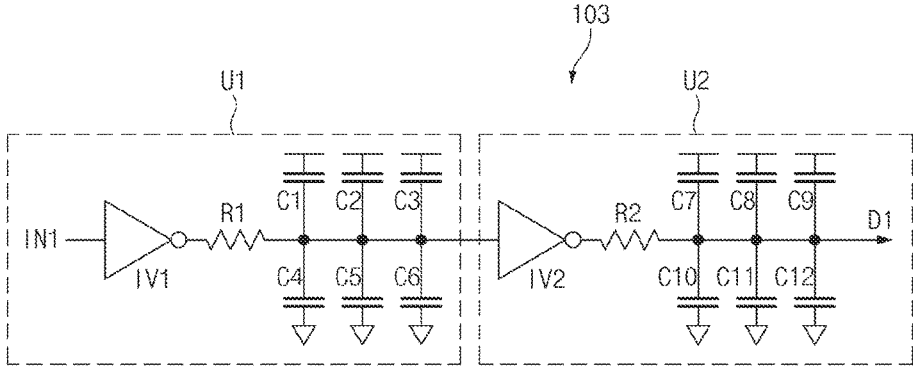 103
U1 U2
C1 C2 C3 C7 C8 C9
R1 R2
IN1 D1
IV1 C4 C5 C6 IV2 C10 C11 C12